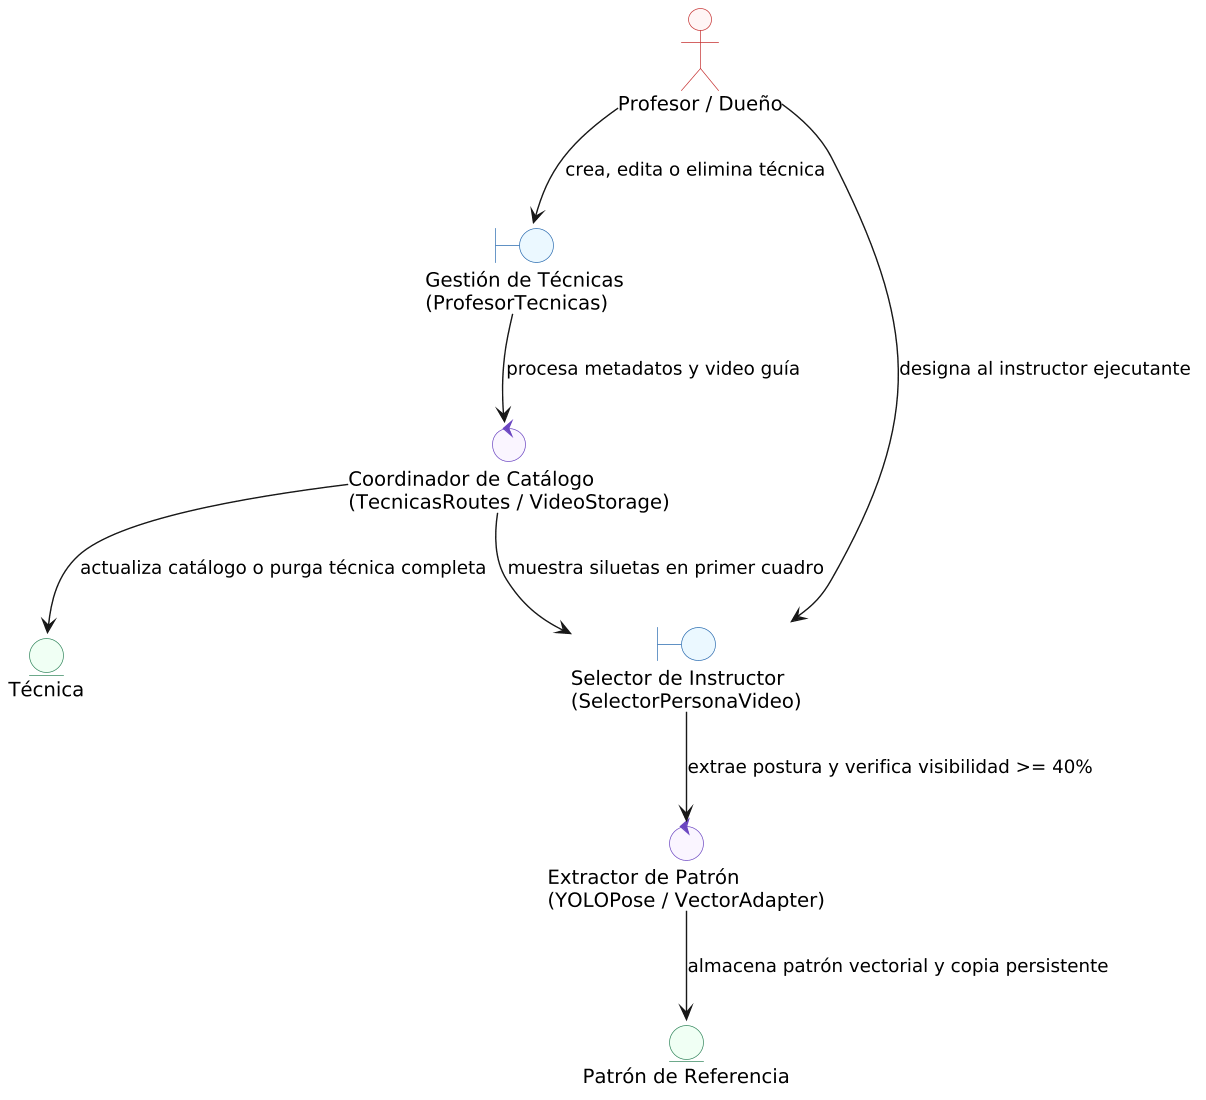 Profesor / Dueño
crea, edita o elimina técnica
Gestión de Técnicas
(ProfesorTecnicas)
procesa metadatos y video guía
designa al instructor ejecutante
Coordinador de Catálogo
(TecnicasRoutes / VideoStorage)
actualiza catálogo o purga técnica completa
muestra siluetas en primer cuadro
Técnica
Selector de Instructor
(SelectorPersonaVideo)
extrae postura y verifica visibilidad >= 40%
Extractor de Patrón
(YOLOPose / VectorAdapter)
almacena patrón vectorial y copia persistente
Patrón de Referencia